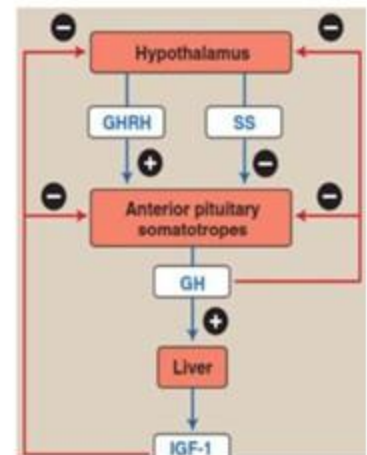 Hypothalamus
GHRH SS
Anterior pituitary
somatotropes
GH
Liver
IGF-1